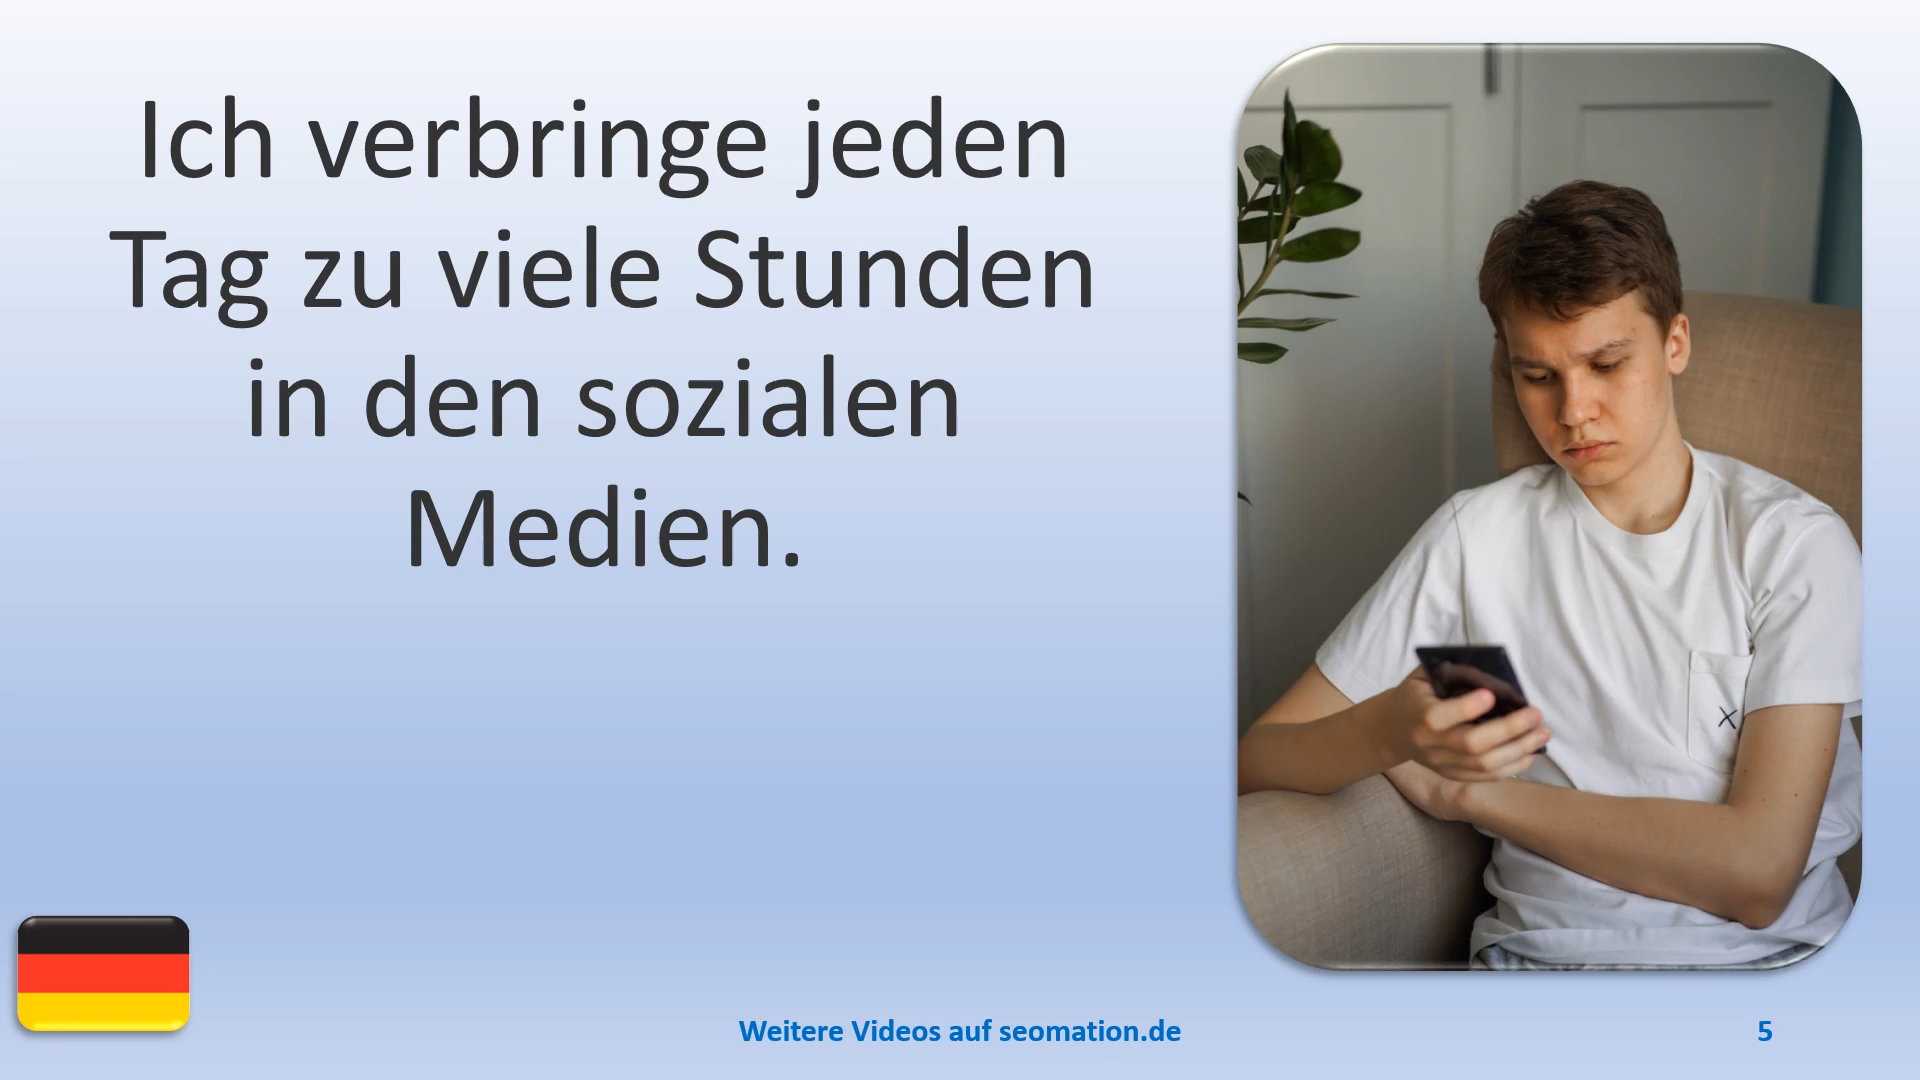 Ich verbringe jeden
Tag zu viele Stunden
in den sozialen
Medien.
Weitere Videos auf seomation.de
5